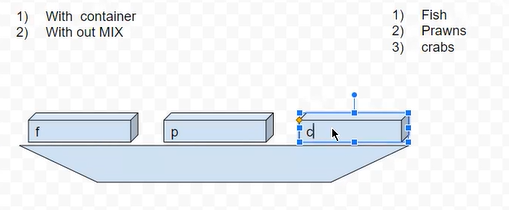 1) With container
2) With out MIX
1) Fish
2) Prawns
3) crabs
f
p
c